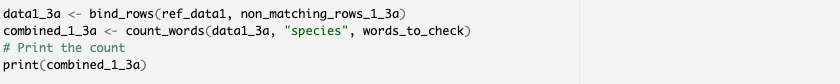 data1_3a <- bind_rows(ref_data1, non_matching_rows_1_3a)
combined_1_3a <- count_words(data1_3a, "species", words_to_check)
# Print the count
print(combined_1_3a)